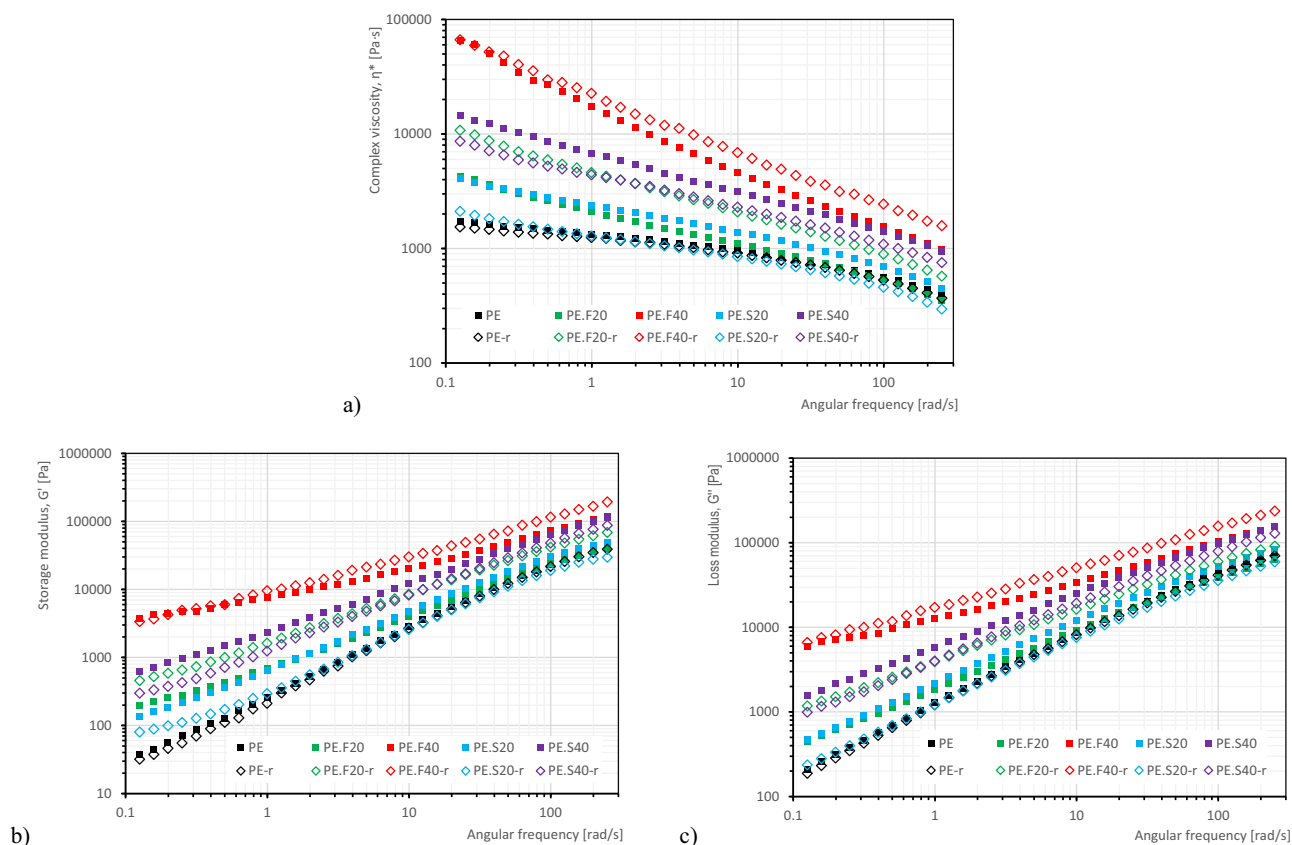 100000
10000
1000
100
Complex viscosity, η* [Pa·s]
PE PE.F20 PE.F40 PE.S20 PE.S40
PE-r PE.F20-r PE.F40-r PE.S20-r PE.S40-r
0.1 1 10 100
Angular frequency [rad/s]
a)
1000000
100000
10000
1000
100
10
Storage modulus, G' [Pa]
PE PE.F20 PE.F40 PE.S20 PE.S40
PE-r PE.F20-r PE.F40-r PE.S20-r PE.S40-r
0.1 1 10 100
Angular frequency [rad/s]
b)
1000000
100000
10000
1000
100
Loss modulus, G'' [Pa]
PE PE.F20 PE.F40 PE.S20 PE.S40
PE-r PE.F20-r PE.F40-r PE.S20-r PE.S40-r
0.1 1 10 100
Angular frequency [rad/s]
c)